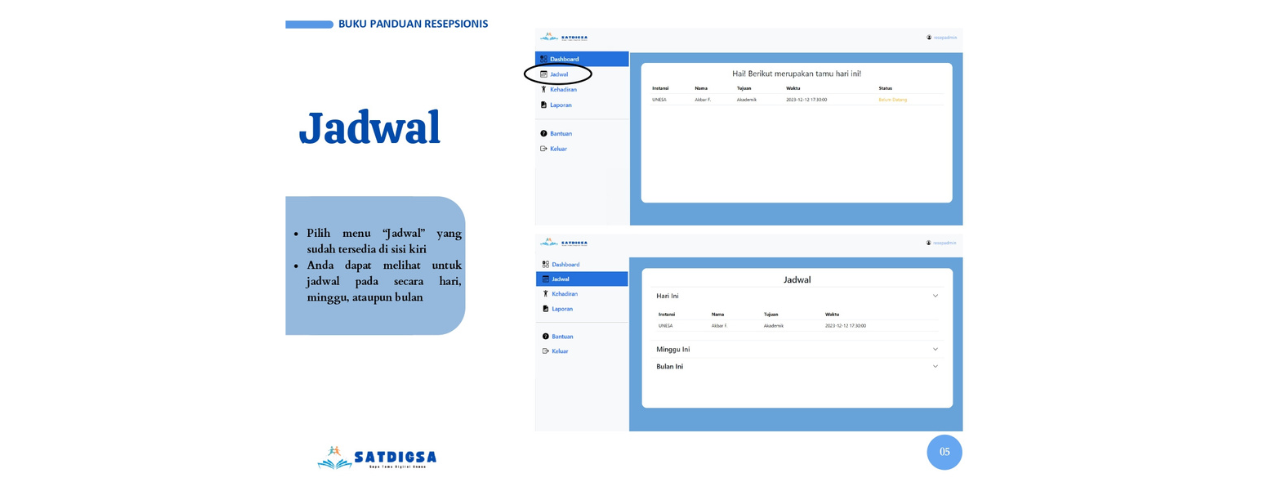 BUKU PANDUAN RESEPSIONIS
Jadwal
Pilih menu “Jadwal” yang
sudah tersedia di sisi kiri
Anda dapat melihat untuk
jadwal pada secara hari,
minggu, ataupun bulan
SATDIGSA
05
SATDIGSA
Dashboard
Jadwal
Kehadiran
Laporan
Bantuan
Keluar
Hai! Berikut merupakan tamu hari ini!
Instansi Nama Tujuan Waktu Status
UNESA Akbar F. Akademik 2023-12-12 17:30:00
SATDIGSA
Dashboard
Jadwal
Kehadiran
Laporan
Bantuan
Keluar
Jadwal
Hari Ini
Instansi Nama Tujuan Waktu
UNESA Akbar F. Akademik 2023-12-12 17:30:00
Minggu Ini
Bulan Ini